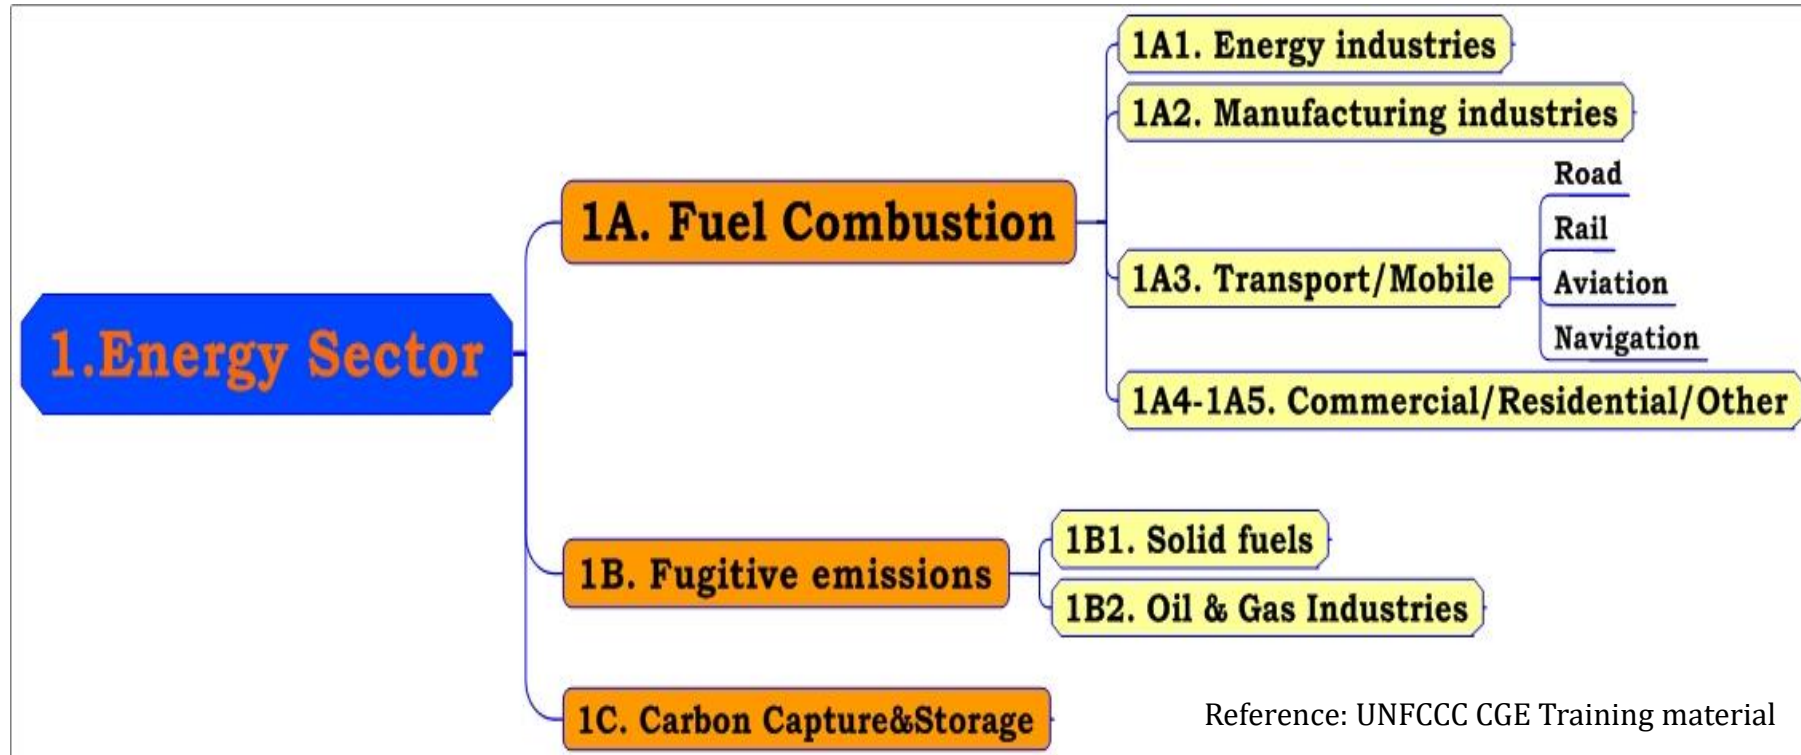 1.Energy Sector
1A. Fuel Combustion
1A1. Energy industries
1A2. Manufacturing industries
1A3. Transport/Mobile
Road
Rail
Aviation
Navigation
1A4-1A5. Commercial/Residential/Other
1B. Fugitive emissions
1B1. Solid fuels
1B2. Oil & Gas Industries
1C. Carbon Capture&Storage
Reference: UNFCCC CGE Training material